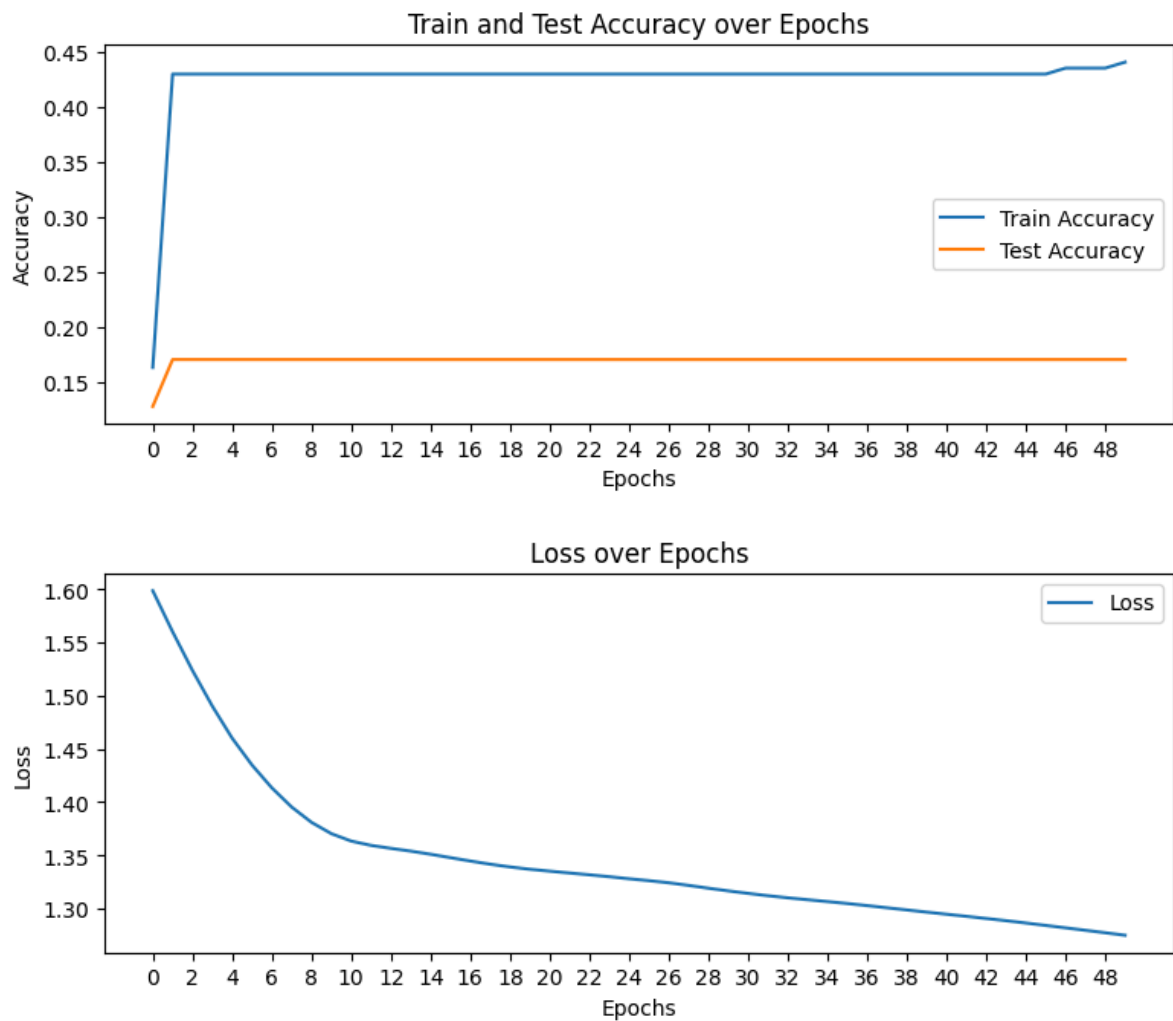 Train and Test Accuracy over Epochs
0.45
0.40
0.35
0.30
0.25
0.20
0.15
Accuracy
Train Accuracy
Test Accuracy
0 2 4 6 8 10 12 14 16 18 20 22 24 26 28 30 32 34 36 38 40 42 44 46 48
Epochs
Loss over Epochs
1.60
1.55
1.50
1.45
1.40
1.35
1.30
Loss
Loss
0 2 4 6 8 10 12 14 16 18 20 22 24 26 28 30 32 34 36 38 40 42 44 46 48
Epochs